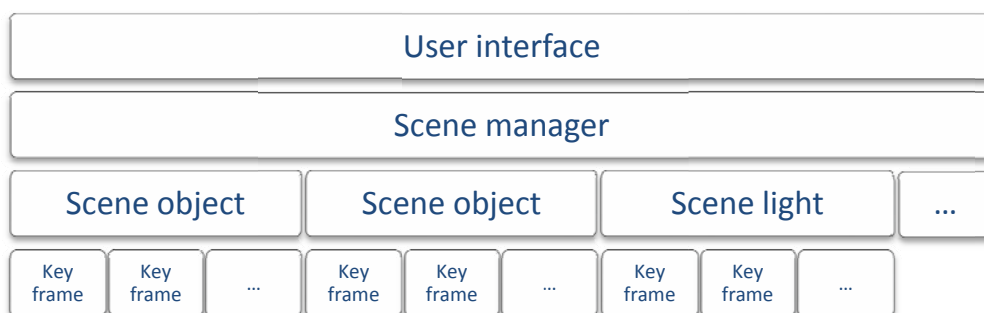 User interface
Scene manager
Scene object Scene object Scene light ...
Key Key Key Key Key Key
frame frame ... frame frame ... frame frame ...